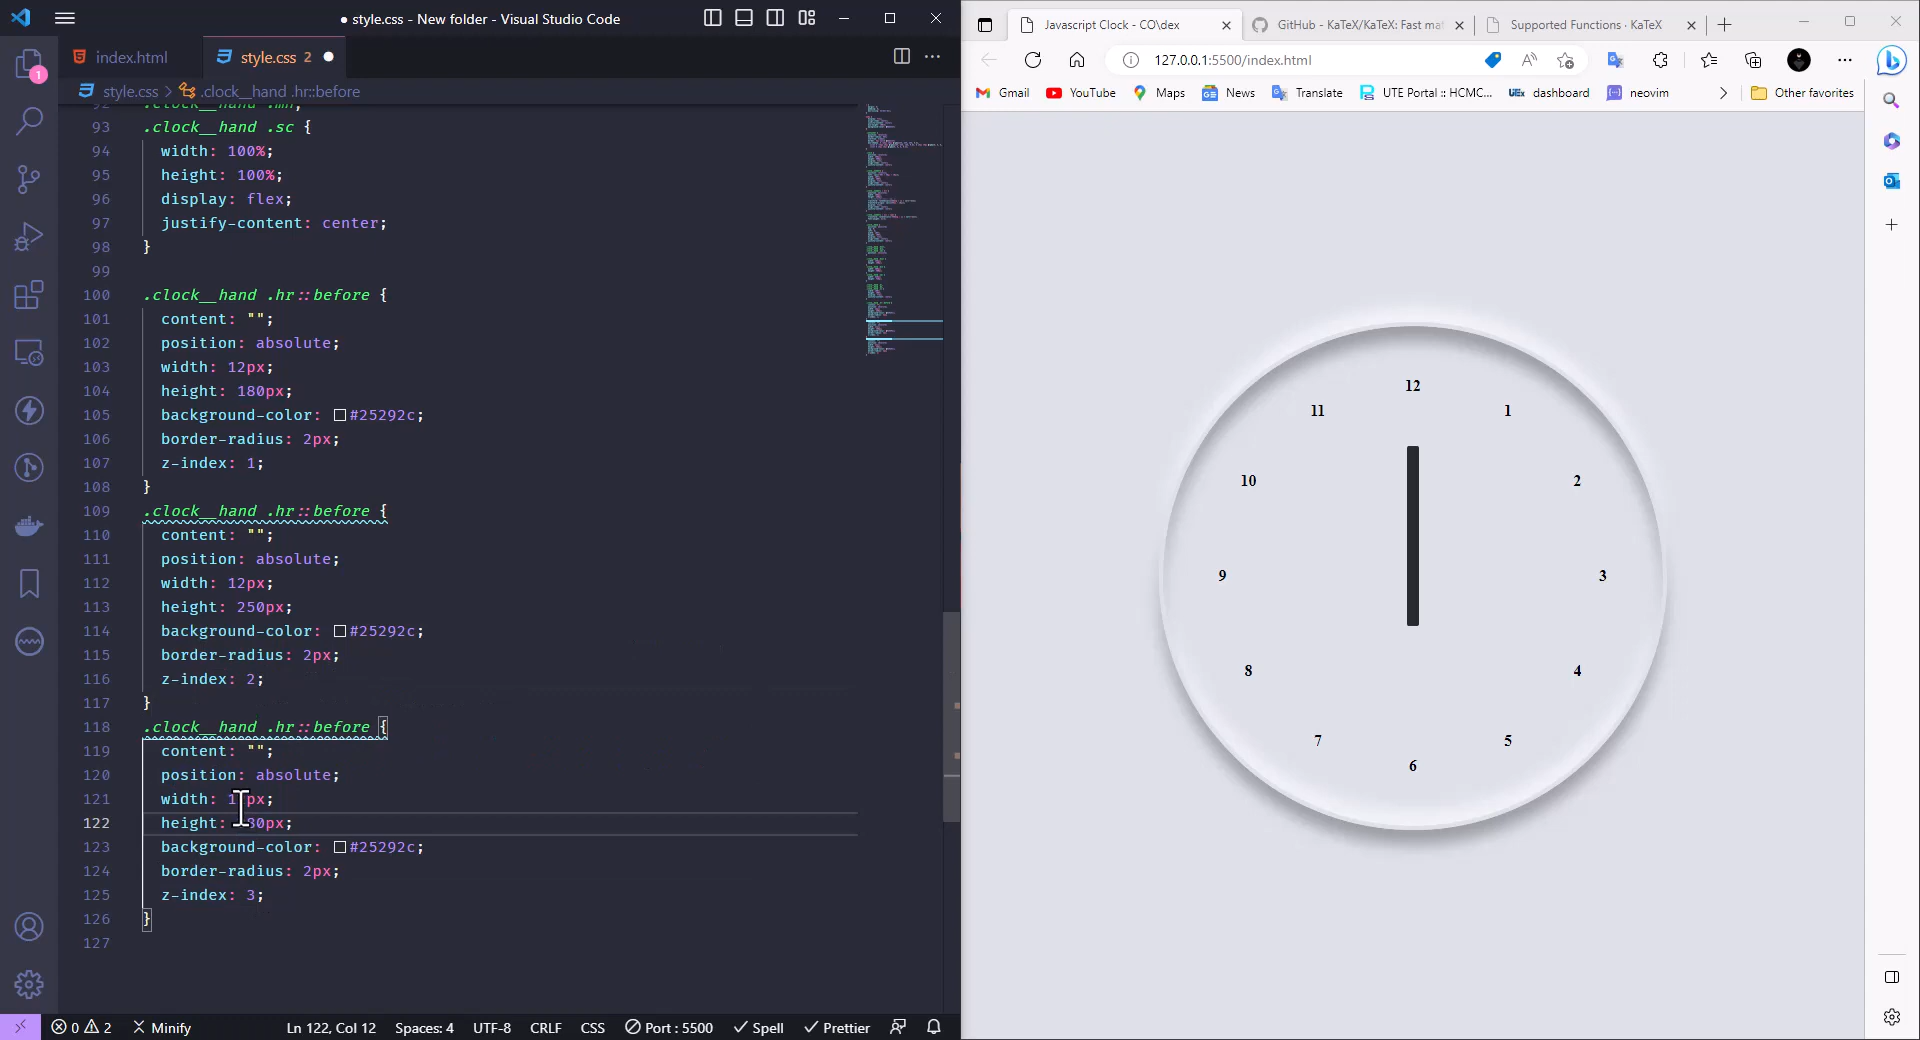 ● style.css - New folder - Visual Studio Code
index.html
style.css 2
style.css > .clock__hand .hr::before
93 .clock__hand .sc {
94 width: 100%;
95 height: 100%;
96 display: flex;
97 justify-content: center;
98 }
99
100 .clock__hand .hr::before {
101 content: "";
102 position: absolute;
103 width: 12px;
104 height: 180px;
105 background-color: #25292c;
106 border-radius: 2px;
107 z-index: 1;
108 }
109 .clock__hand .hr::before {
110 content: "";
111 position: absolute;
112 width: 12px;
113 height: 250px;
114 background-color: #25292c;
115 border-radius: 2px;
116 z-index: 2;
117 }
118 .clock__hand .hr::before {
119 content: "";
120 position: absolute;
121 width:
122 height:
123 background-color: #25292c;
124 border-radius: 2px;
125 z-index: 3;
126 }
127
0 2 Minify Ln 122, Col 12 Spaces: 4 UTF-8 CRLF CSS Port : 5500 Spell Prettier
1
Javascript Clock - CO\dex
GitHub - KaTeX/KaTeX: Fast mat
Supported Functions · KaTeX
127.0.0.1:5500/index.html
Gmail YouTube Maps News Translate UTE Portal :: HCMC... dashboard neovim Other favorites
12
11 1
10 2
9 3
8 4
7 5
6